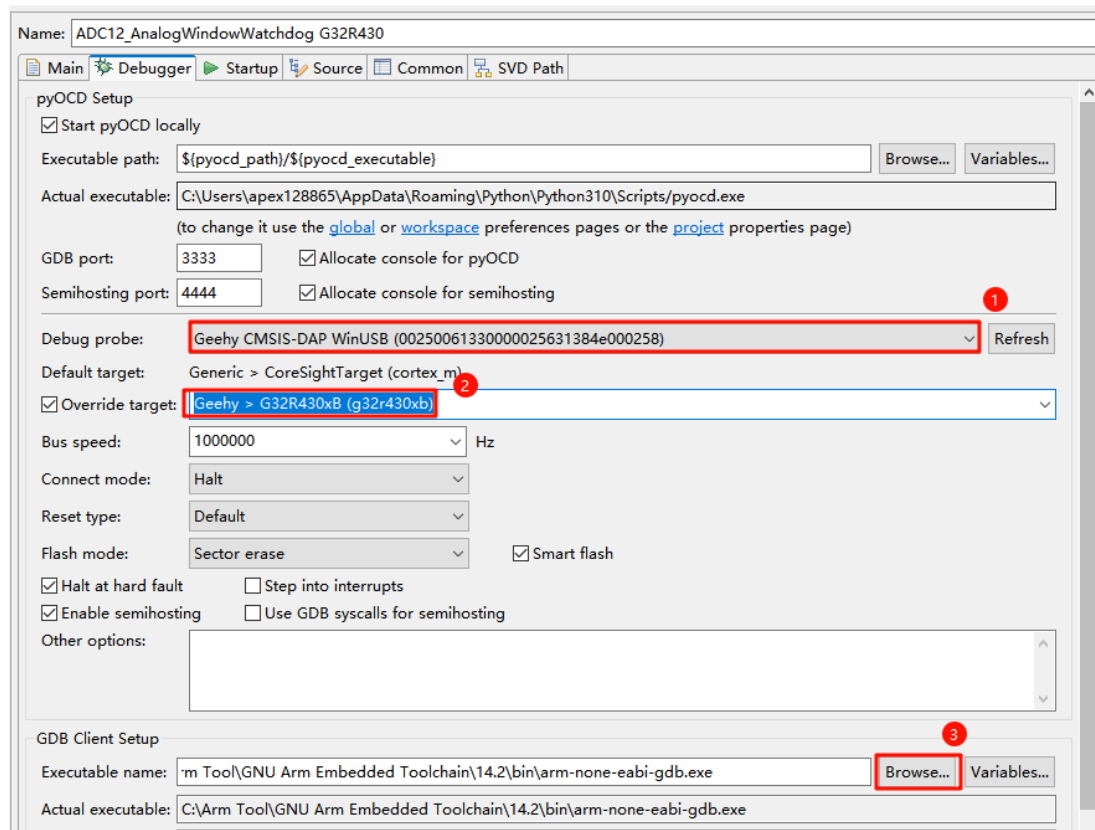 Name: ADC12_AnalogWindowWatchdog G32R430
Main Debugger Startup Source Common SVD Path
pyOCD Setup
Start pyOCD locally
Executable path: ${pyocd_path}/${pyocd_executable} Browse... Variables...
Actual executable: C:\Users\apex128865\AppData\Roaming\Python\Python310\Scripts/pyocd.exe
(to change it use the global or workspace preferences pages or the project properties page)
GDB port: 3333 Allocate console for pyOCD
Semihosting port: 4444 Allocate console for semihosting
1
Debug probe: Geehy CMSIS-DAP WinUSB (00250061330000025631384e000258) Refresh
Default target: Generic > CoreSightTarget (cortex_m)
2
Override target: Geehy > G32R430xB (g32r430xb)
Bus speed: 1000000 Hz
Connect mode: Halt
Reset type: Default
Flash mode: Sector erase Smart flash
Halt at hard fault Step into interrupts
Enable semihosting Use GDB syscalls for semihosting
Other options:
GDB Client Setup
3
Executable name: m Tool\GNU Arm Embedded Toolchain\14.2\bin\arm-none-eabi-gdb.exe Browse... Variables...
Actual executable: C:\Arm Tool\GNU Arm Embedded Toolchain\14.2\bin\arm-none-eabi-gdb.exe